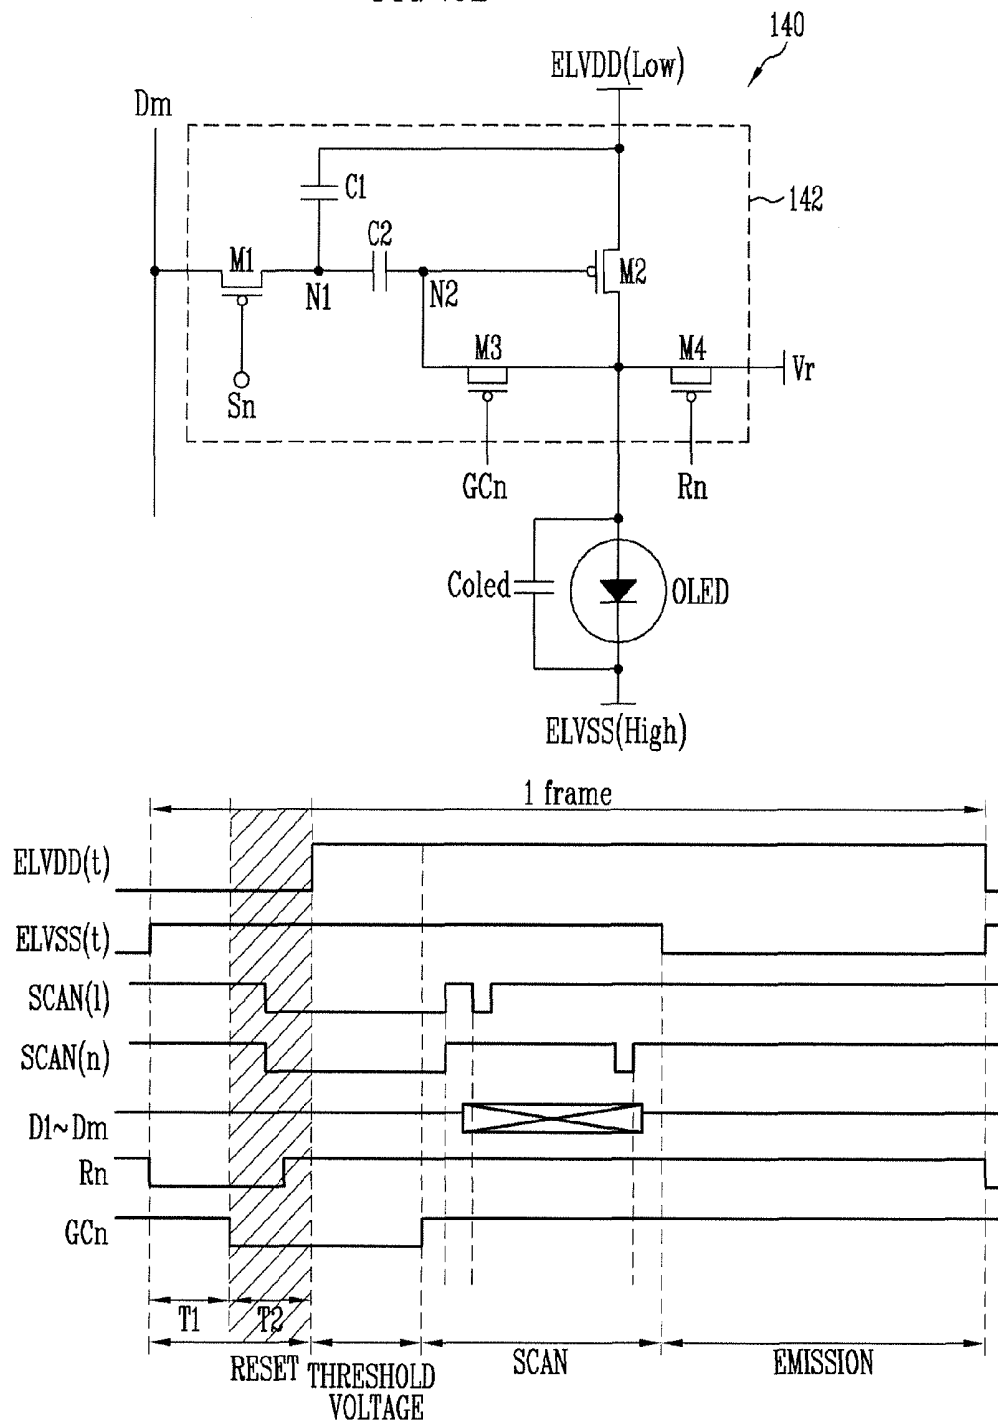 140
ELVDD(Low)
Dm
C1
142
C2
M1
M2
N1
N2
M3
M4
Vr
Sn
GCn
Rn
Coled
OLED
ELVSS(High)
1 frame
ELVDD(t)
ELVSS(t)
SCAN(1)
SCAN(n)
D1~Dm
Rn
GCn
T1
T2
RESET
THRESHOLD
VOLTAGE
SCAN
EMISSION